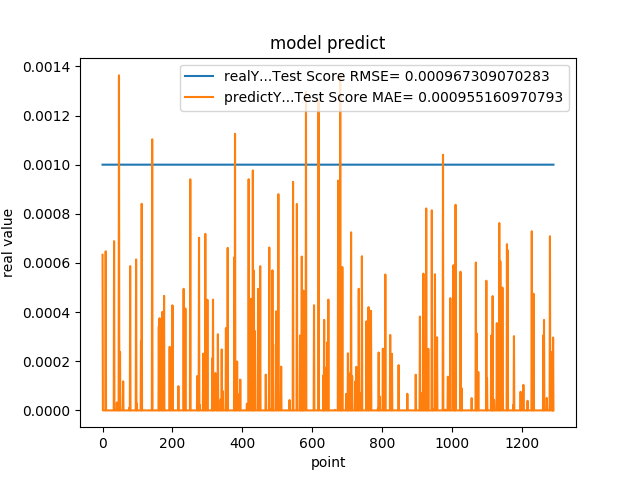 model predict
realY...Test Score RMSE= 0.000967309070283
predictY...Test Score MAE= 0.000955160970793
real value
0.0014
0.0012
0.0010
0.0008
0.0006
0.0004
0.0002
0.0000
0 200 400 600 800 1000 1200
point